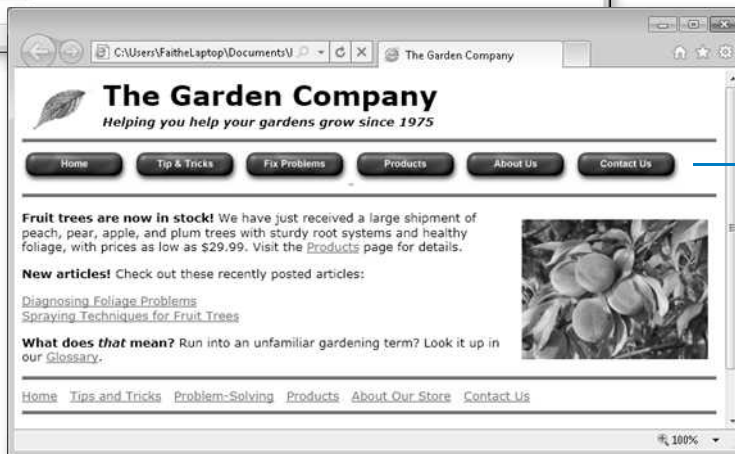 C:\Users\FaitheLaptop\Documents\
The Garden Company
The Garden Company
Helping you help your gardens grow since 1975
Home Tip & Tricks Fix Problems Products About Us Contact Us
Fruit trees are now in stock! We have just received a large shipment of
peach, pear, apple, and plum trees with sturdy root systems and healthy
foliage, with prices as low as $29.99. Visit the Products page for details.
New articles! Check out these recently posted articles:
Diagnosing Foliage Problems
Spraying Techniques for Fruit Trees
What does that mean? Run into an unfamiliar gardening term? Look it up in
our Glossary.
Home Tips and Tricks Problem-Solving Products About Our Store Contact Us
100%